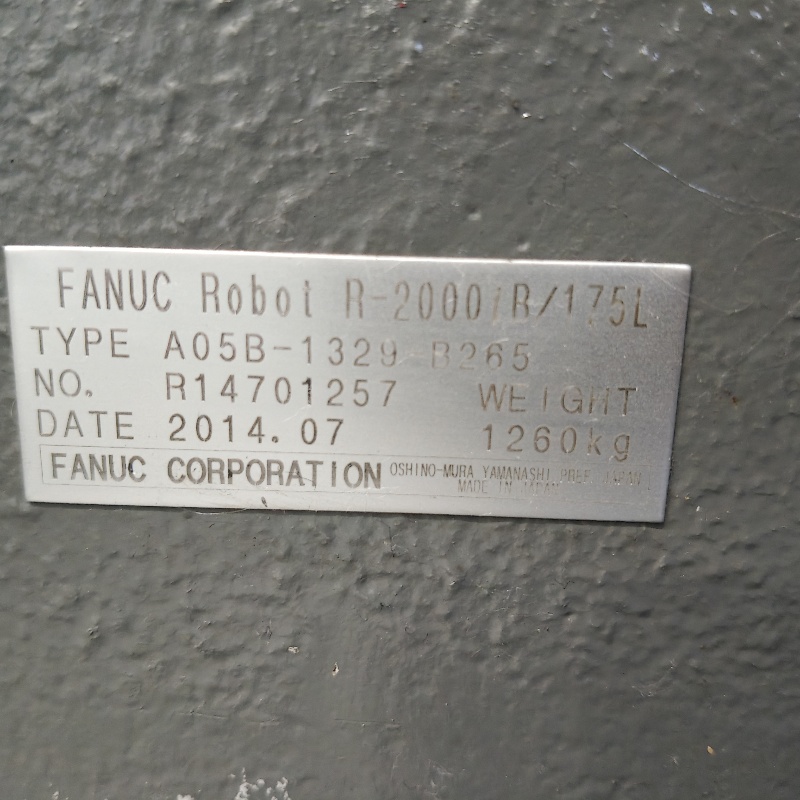 FANUC Robot R-2000iB/175L
TYPE A05B-1329-B265
NO. R14701257 WEIGHT
DATE 2014.07 1260kg
FANUC CORPORATION OSHINO-MURA YAMANASHI PREF. JAPAN
MADE IN JAPAN